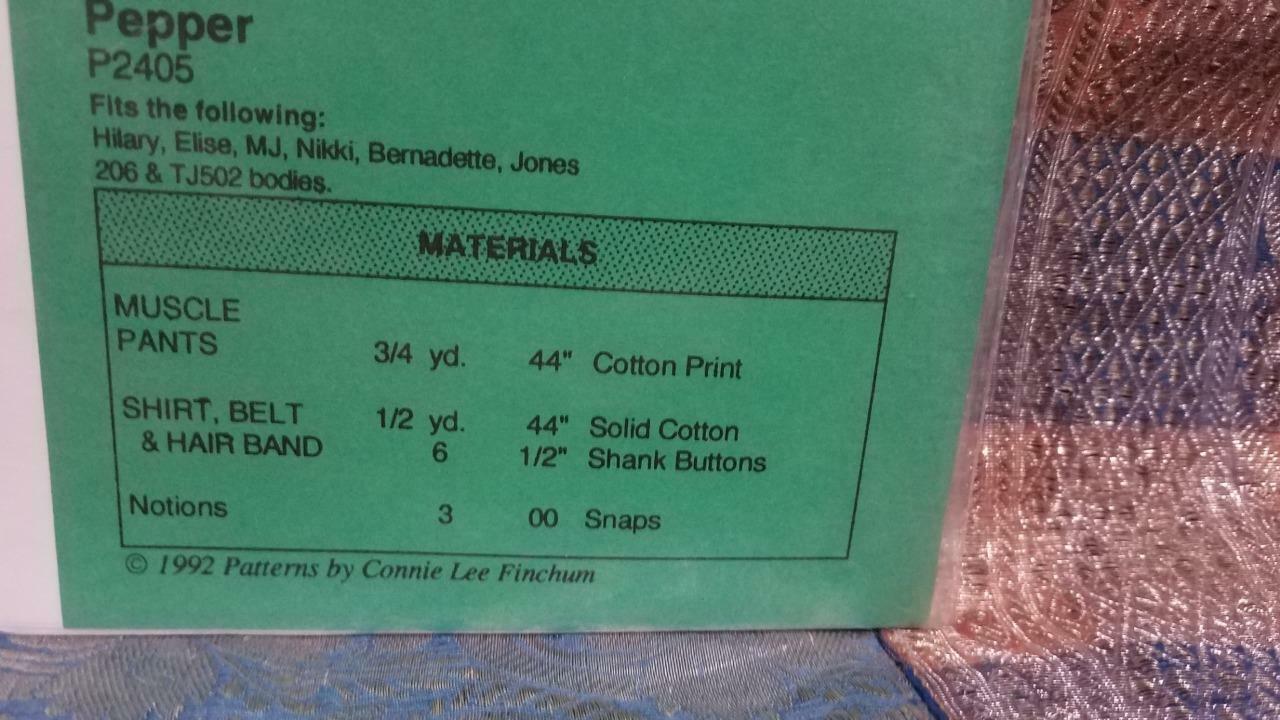 Pepper
P2405
Fits the following:
Hilary, Elise, MJ, Nikki, Bernadette, Jones
206 & TJ502 bodies.
MATERIALS
MUSCLE
PANTS 3/4 yd. 44" Cotton Print
SHIRT, BELT 1/2 yd. 44" Solid Cotton
& HAIR BAND 6 1/2" Shank Buttons
Notions 3 00 Snaps
© 1992 Patterns by Connie Lee Finchum